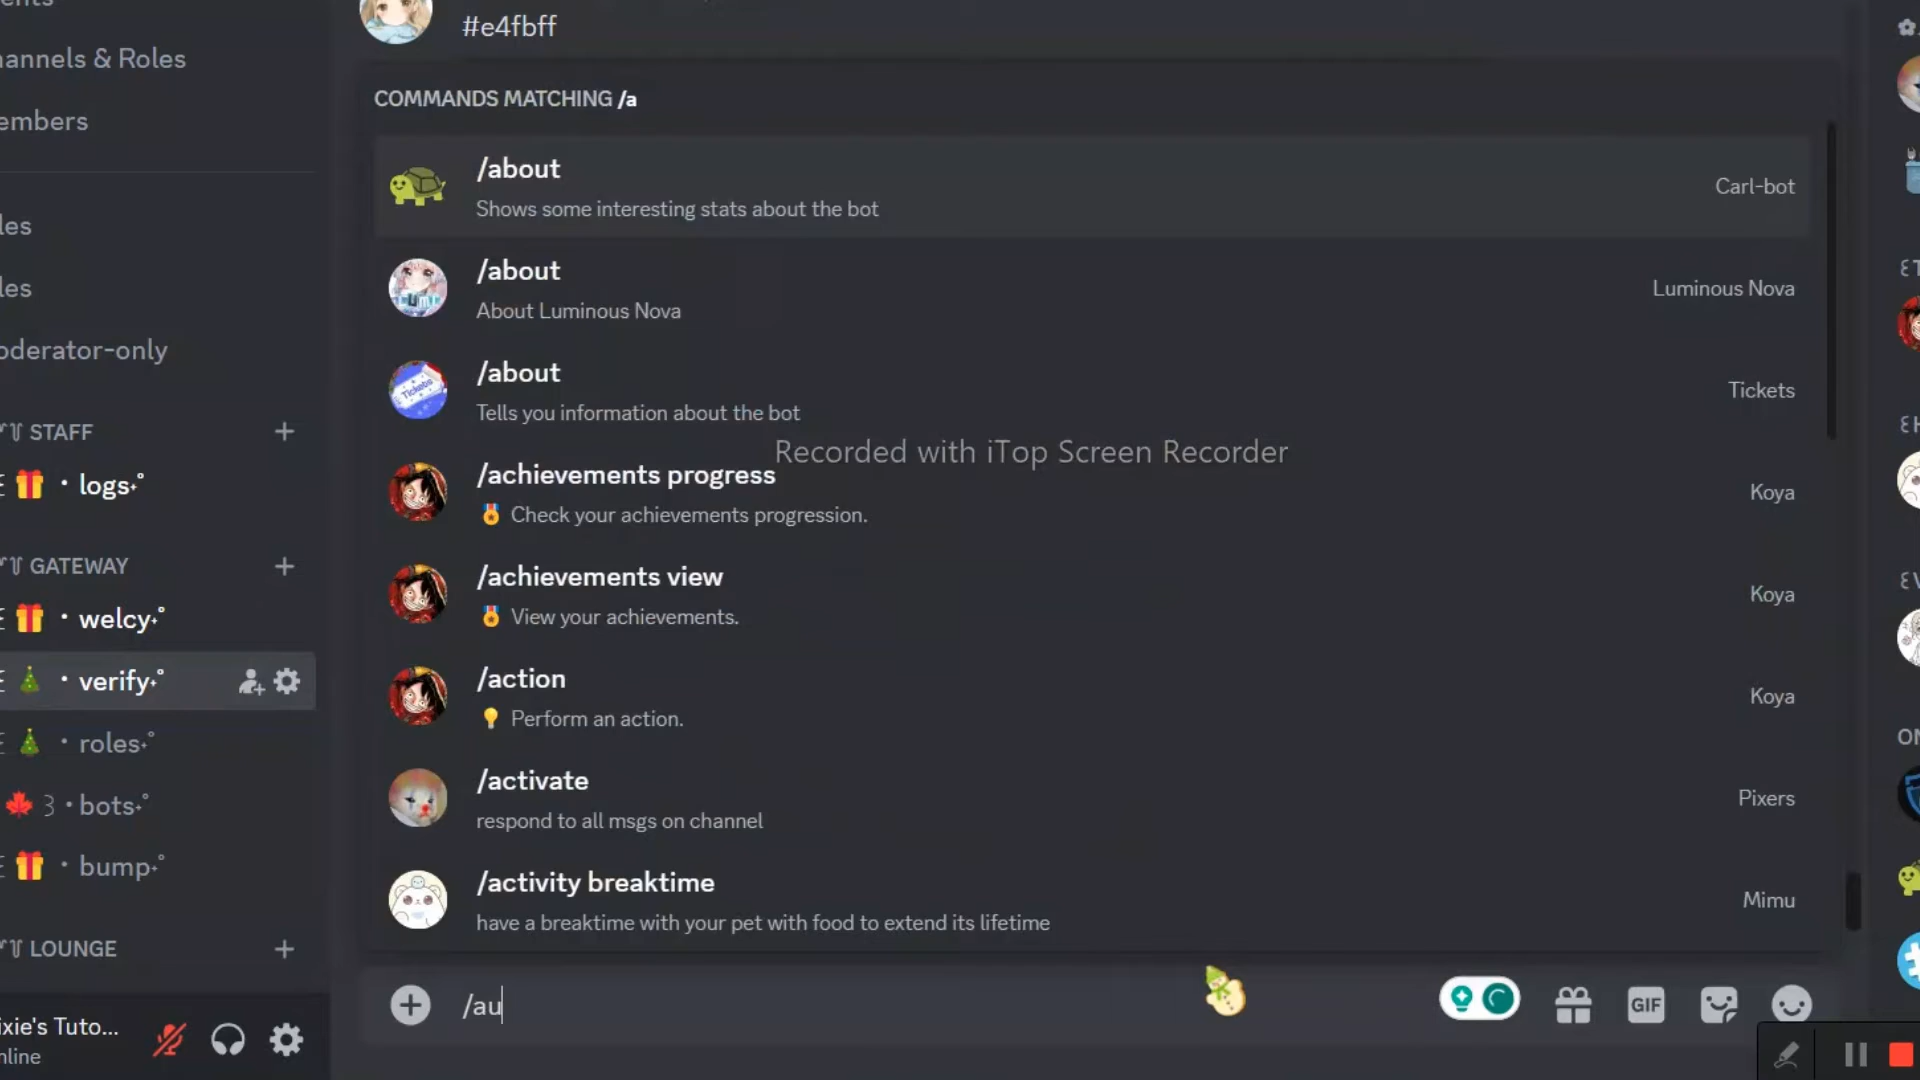 #e4fbff
hannels & Roles
embers
les
les
oderator-only
STAFF
logs
GATEWAY
welcy
verify
roles
bots
bump
LOUNGE
ixie's Tuto...
nline
COMMANDS MATCHING /a
/about
Shows some interesting stats about the bot
Carl-bot
/about
About Luminous Nova
Luminous Nova
/about
Tells you information about the bot
Tickets
Recorded with iTop Screen Recorder
/achievements progress
Check your achievements progression.
Koya
/achievements view
View your achievements.
Koya
/action
Perform an action.
Koya
/activate
respond to all msgs on channel
Pixers
/activity breaktime
have a breaktime with your pet with food to extend its lifetime
Mimu
/au
GIF